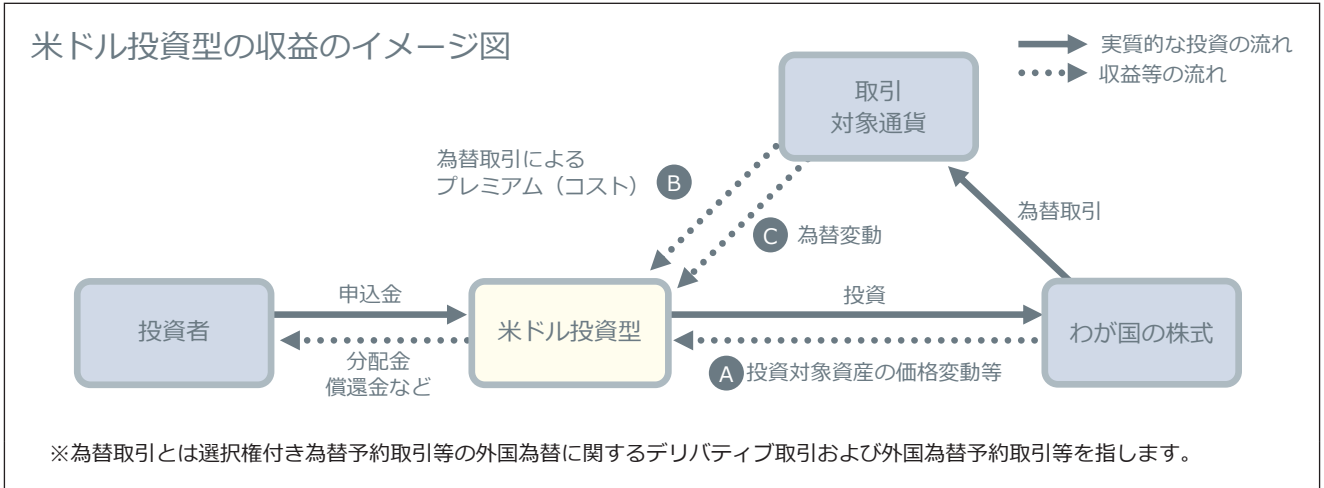 米ドル投資型の収益のイメージ図
実質的な投資の流れ
収益等の流れ
取引
対象通貨
為替取引による
プレミアム（コスト）
B
C
為替変動
為替取引
投資者
申込金
分配金
償還金など
米ドル投資型
投資
A
投資対象資産の価格変動等
わが国の株式
※為替取引とは選択権付き為替予約取引等の外国為替に関するデリバティブ取引および外国為替予約取引等を指します。